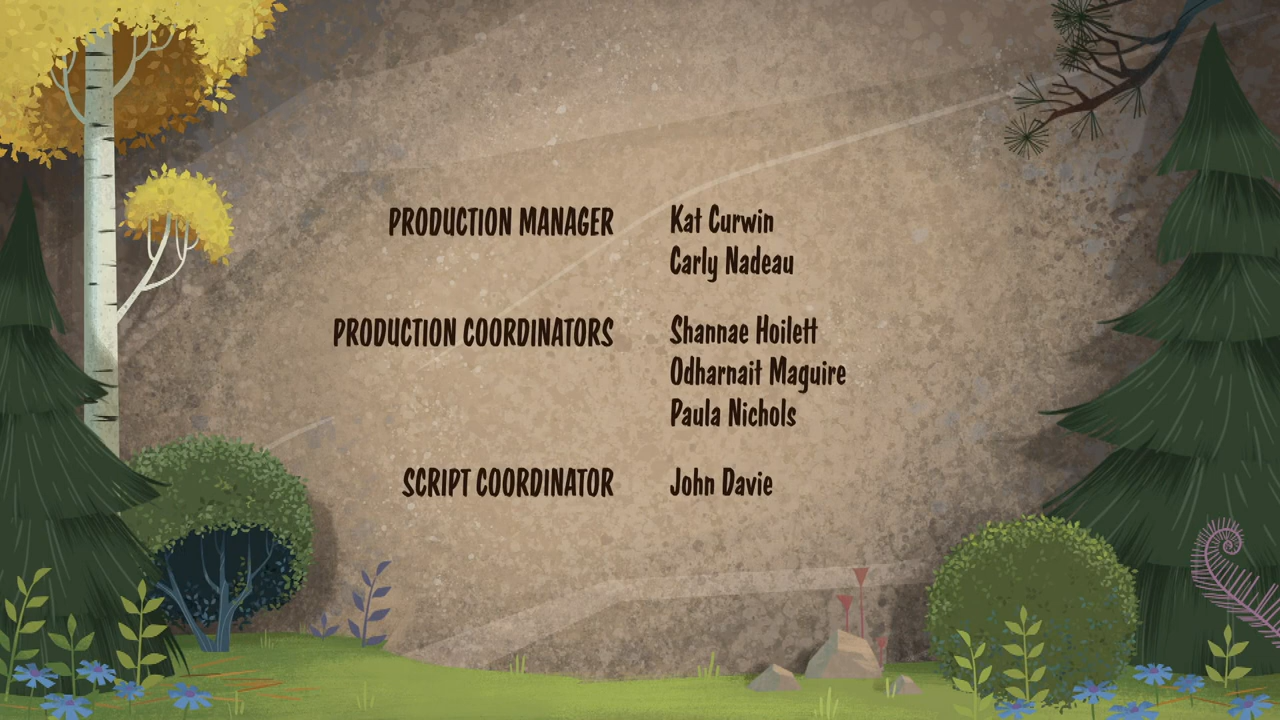 PRODUCTION MANAGER Kat Curwin
Carly Nadeau
PRODUCTION COORDINATORS Shannae Hoilett
Odharnait Maguire
Paula Nichols
SCRIPT COORDINATOR John Davie